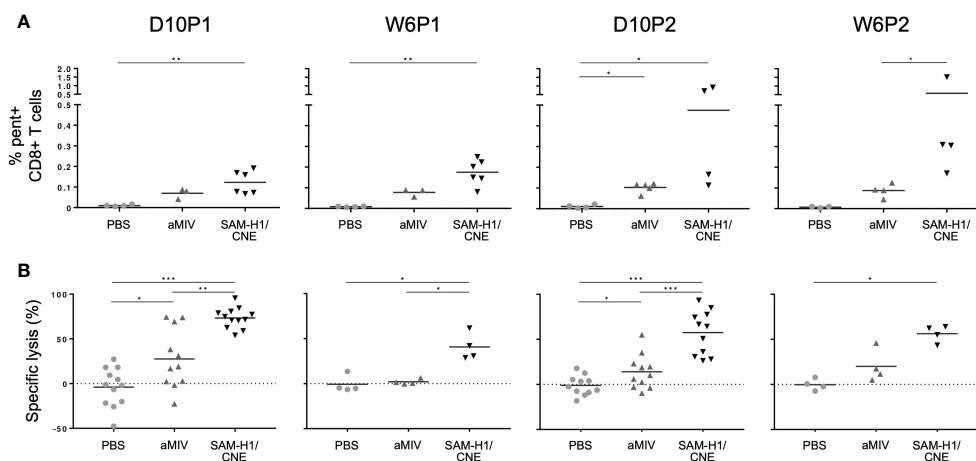 A
D10P1 W6P1 D10P2 W6P2
% pent+
CD8+ T cells
2.0
1.5
1.0
0.5
0.5
0.4
0.3
0.2
0.1
0
** ** * * *
PBS aMIV SAM-H1/
CNE
PBS aMIV SAM-H1/
CNE
PBS aMIV SAM-H1/
CNE
PBS aMIV SAM-H1/
CNE
B
Specific lysis (%)
100
50
0
-50
***
* **
*
*
***
* ***
*
PBS aMIV SAM-H1/
CNE
PBS aMIV SAM-H1/
CNE
PBS aMIV SAM-H1/
CNE
PBS aMIV SAM-H1/
CNE